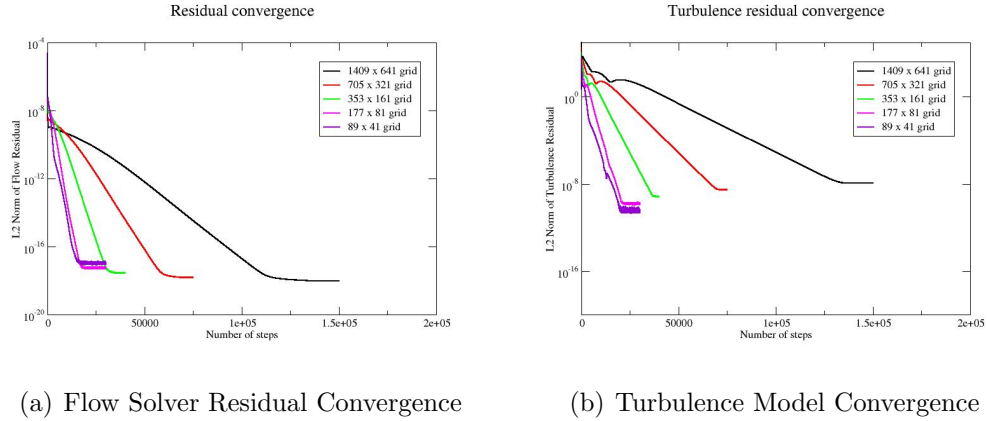 Residual convergence
10^-4
10^-8
10^-12
10^-16
10^-20
L2 Norm of Flow Residual
1409 x 641 grid
705 x 321 grid
353 x 161 grid
177 x 81 grid
89 x 41 grid
0
50000
1e+05
1.5e+05
2e+05
Number of steps
(a) Flow Solver Residual Convergence
Turbulence residual convergence
10^0
10^-8
10^-16
L2 Norm of Turbulence Residual
1409 x 641 grid
705 x 321 grid
353 x 161 grid
177 x 81 grid
89 x 41 grid
0
50000
1e+05
1.5e+05
2e+05
Number of steps
(b) Turbulence Model Convergence